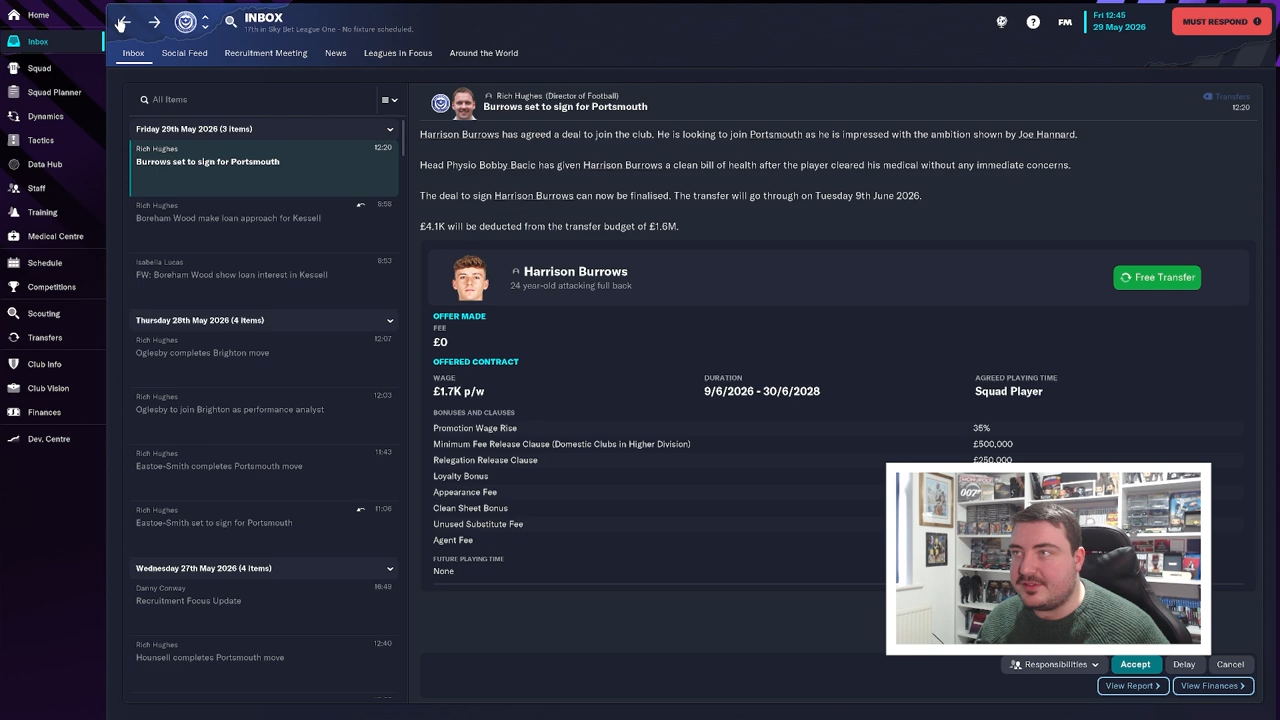 Home
Inbox
Squad
Squad Planner
Dynamics
Tactics
Data Hub
Staff
Training
Medical Centre
Schedule
Competitions
Scouting
Transfers
Club Info
Club Vision
Finances
Dev. Centre
INBOX
17th in Sky Bet League One - No fixture scheduled.
FM
Fri 12:45
29 May 2026
MUST RESPOND
Inbox
Social Feed
Recruitment Meeting
News
Leagues in Focus
Around the World
All Items
Friday 29th May 2026 (3 items)
Rich Hughes 12:20
Burrows set to sign for Portsmouth
Rich Hughes 8:58
Boreham Wood make loan approach for Kessell
Isabella Lucas 8:53
FW: Boreham Wood show loan interest in Kessell
Thursday 28th May 2026 (4 items)
Rich Hughes 12:07
Oglesby completes Brighton move
Rich Hughes 12:03
Oglesby to join Brighton as performance analyst
Rich Hughes 11:43
Eastoe-Smith completes Portsmouth move
Rich Hughes 11:06
Eastoe-Smith set to sign for Portsmouth
Wednesday 27th May 2026 (4 items)
Danny Conway 16:49
Recruitment Focus Update
Rich Hughes 12:40
Hounsell completes Portsmouth move
Rich Hughes (Director of Football)
Burrows set to sign for Portsmouth
Transfers
12:20
Harrison Burrows has agreed a deal to join the club. He is looking to join Portsmouth as he is impressed with the ambition shown by Joe Hannard.
Head Physio Bobby Bacic has given Harrison Burrows a clean bill of health after the player cleared his medical without any immediate concerns.
The deal to sign Harrison Burrows can now be finalised. The transfer will go through on Tuesday 9th June 2026.
£4.1K will be deducted from the transfer budget of £1.6M.
Harrison Burrows
24 year-old attacking full back
Free Transfer
OFFER MADE
FEE
£0
OFFERED CONTRACT
WAGE
£1.7K p/w
DURATION
9/6/2026 - 30/6/2028
AGREED PLAYING TIME
Squad Player
BONUSES AND CLAUSES
Promotion Wage Rise 35%
Minimum Fee Release Clause (Domestic Clubs in Higher Division) £500,000
Relegation Release Clause £250,000
Loyalty Bonus
Appearance Fee
Clean Sheet Bonus
Unused Substitute Fee
Agent Fee
FUTURE PLAYING TIME
None
007
Responsibilities
Accept
Delay
Cancel
View Report
View Finances